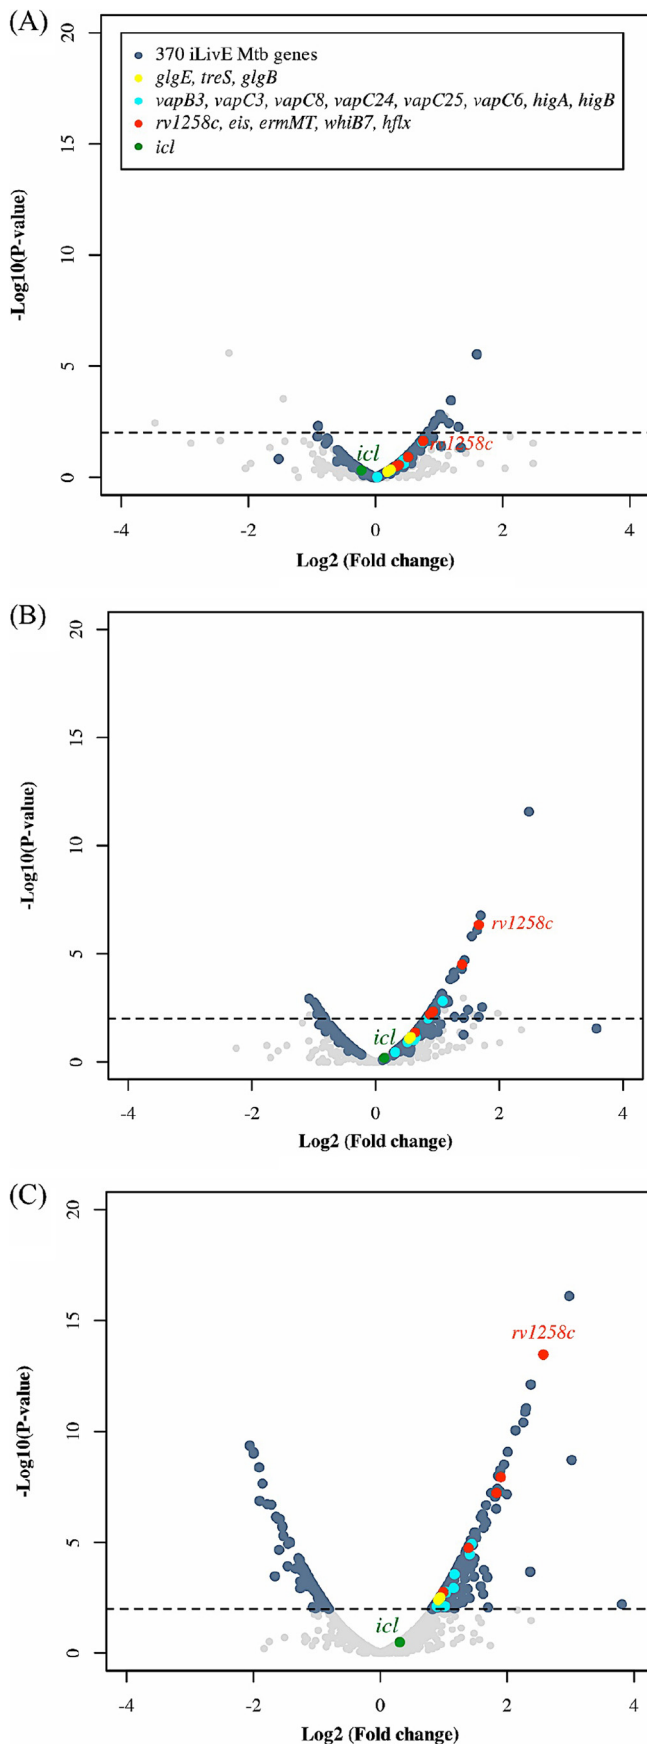 (A)
20
15
10
5
0
-Log10(P-value)
370 iLivE Mtb genes
glgE, treS, glgB
vapB3, vapC3, vapC8, vapC24, vapC25, vapC6, higA, higB
rv1258c, eis, ermMT, whiB7, hflx
icl
icl
rv1258c
-4 -2 0 2 4
Log2 (Fold change)
(B)
20
15
10
5
0
-Log10(P-value)
rv1258c
icl
-4 -2 0 2 4
Log2 (Fold change)
(C)
20
15
10
5
0
-Log10(P-value)
rv1258c
icl
-4 -2 0 2 4
Log2 (Fold change)